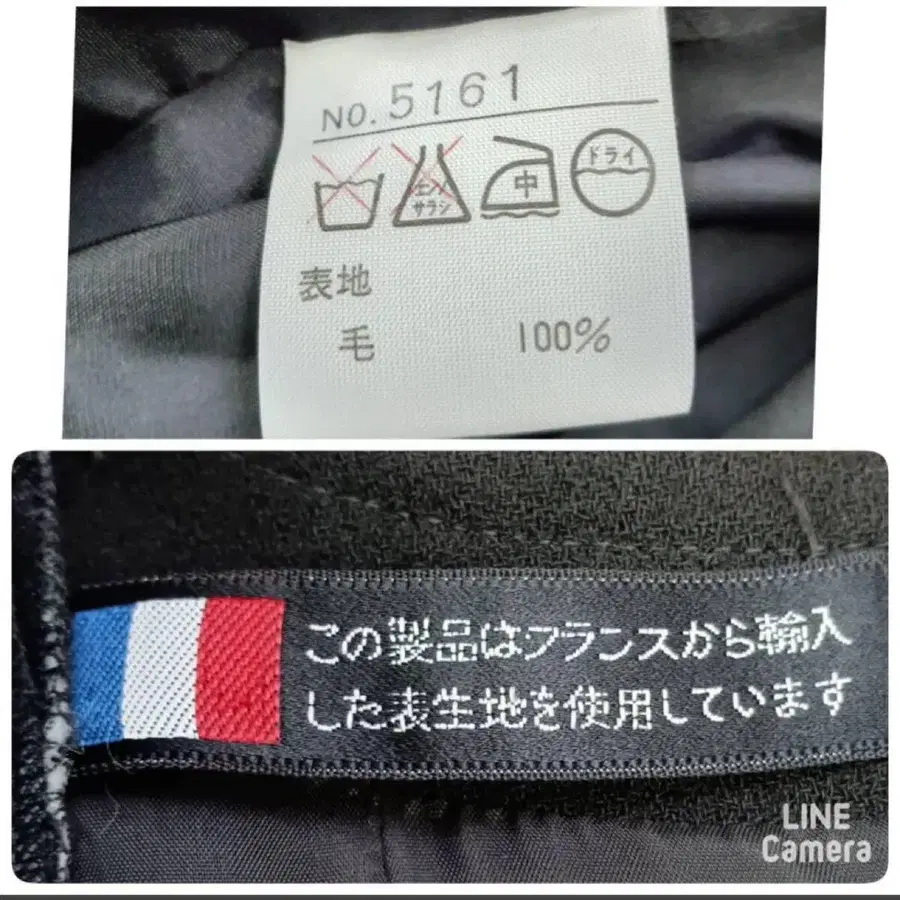 NO. 5161
エンソ
サラシ
中
ドライ
表地
毛 100%
この製品はフランスから輸入
した表生地を使用しています
LINE
Camera